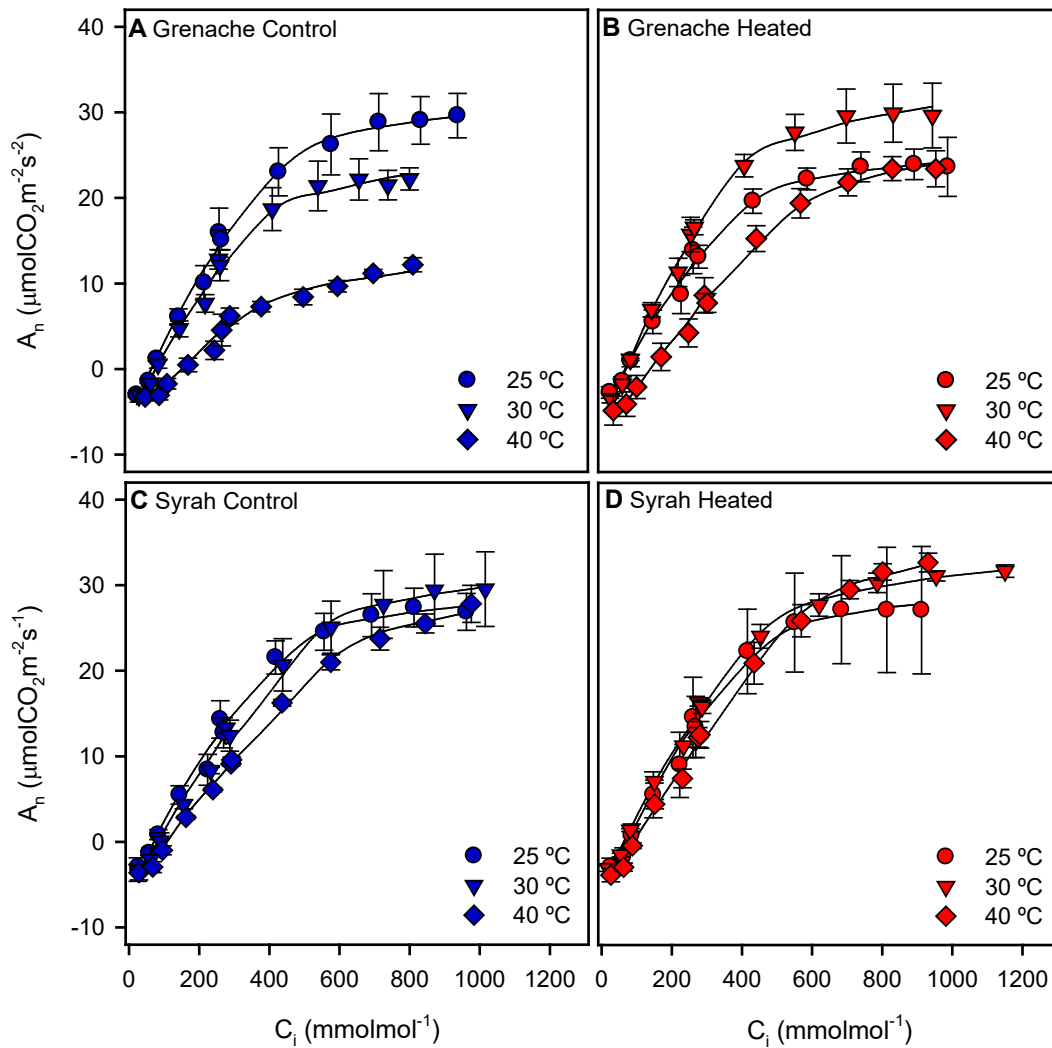 A Grenache Control
B Grenache Heated
40
30
20
10
0
-10
Aₙ (μmolCO₂m⁻²s⁻²)
25 ºC
30 ºC
40 ºC
25 ºC
30 ºC
40 ºC
C Syrah Control
D Syrah Heated
40
30
20
10
0
-10
Aₙ (μmolCO₂m⁻²s⁻¹)
25 ºC
30 ºC
40 ºC
25 ºC
30 ºC
40 ºC
0 200 400 600 800 1000 1200
0 200 400 600 800 1000 1200
Cᵢ (mmolmol⁻¹)
Cᵢ (mmolmol⁻¹)